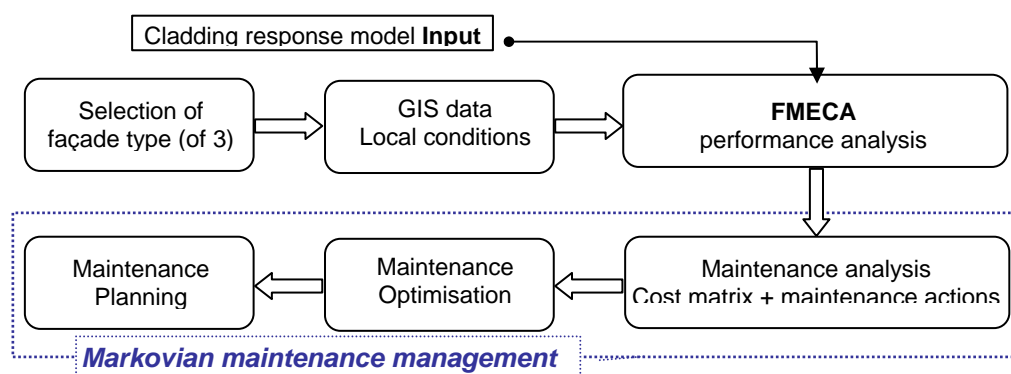 Cladding response model Input
Selection of
façade type (of 3)
GIS data
Local conditions
FMECA
performance analysis
Maintenance
Planning
Maintenance
Optimisation
Maintenance analysis
Cost matrix + maintenance actions
Markovian maintenance management